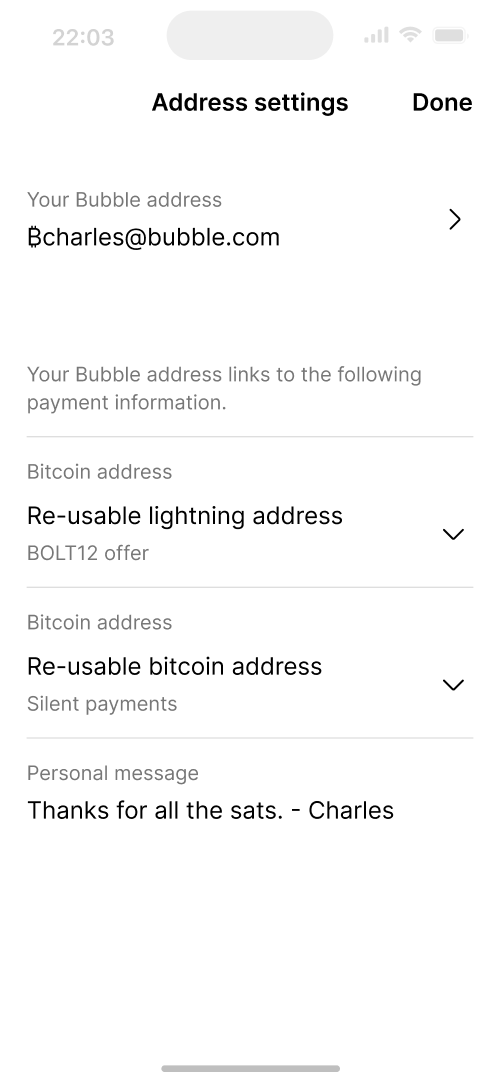 22:03
Address settings
Done
Your Bubble address
₿charles@bubble.com
Your Bubble address links to the following
payment information.
Bitcoin address
Re-usable lightning address
BOLT12 offer
Bitcoin address
Re-usable bitcoin address
Silent payments
Personal message
Thanks for all the sats. - Charles